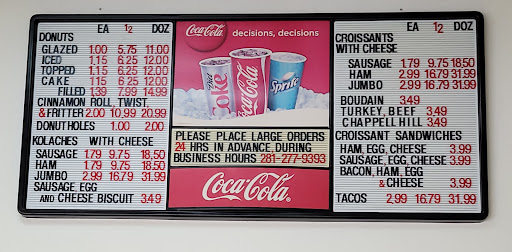 EA 1/2 DOZ
DONUTS
GLAZED 1.00 5.75 11.00
ICED 1.15 6.25 12.00
TOPPED 1.15 6.25 12.00
CAKE 1.15 6.25 12.00
FILLED 1.39 7.99 14.99
CINNAMON ROLL, TWIST,
& FRITTER 2.00 10.99 20.99
DONUT HOLES 1.00 2.00
KOLACHES WITH CHEESE
SAUSAGE 1.79 9.75 18.50
HAM 1.79 9.75 18.50
JUMBO 2.99 16.79 31.99
SAUSAGE, EGG
AND CHEESE BISCUIT 3.49
Coca-Cola decisions, decisions
Diet Coke
Coca-Cola
Sprite
PLEASE PLACE LARGE ORDERS
24 HRS IN ADVANCE, DURING
BUSINESS HOURS 281-277-9393
Coca-Cola
EA 1/2 DOZ
CROISSANTS
WITH CHEESE
SAUSAGE 1.79 9.75 18.50
HAM 2.99 16.79 31.99
JUMBO 2.99 16.79 31.99
BOUDAIN 3.49
TURKEY, BEEF 3.49
CHAPPELL HILL 3.49
CROISSANT SANDWICHES
HAM, EGG, CHEESE 3.99
SAUSAGE, EGG, CHEESE 3.99
BACON, HAM, EGG
& CHEESE 3.99
TACOS 2.99 16.79 31.99